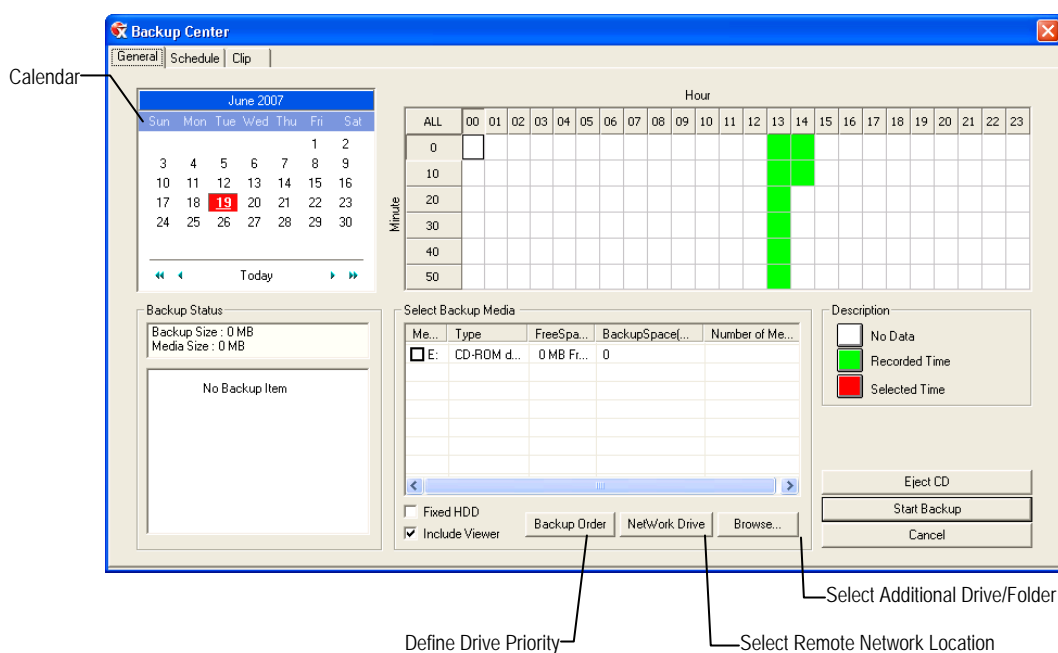 Backup Center
General Schedule Clip
Calendar
June 2007
Sun Mon Tue Wed Thu Fri Sat
1 2
3 4 5 6 7 8 9
10 11 12 13 14 15 16
17 18 19 20 21 22 23
24 25 26 27 28 29 30
Today
Hour
ALL 00 01 02 03 04 05 06 07 08 09 10 11 12 13 14 15 16 17 18 19 20 21 22 23
Minute
0
10
20
30
40
50
Backup Status
Backup Size : 0 MB
Media Size : 0 MB
No Backup Item
Select Backup Media
Me... Type FreeSpa... BackupSpace(... Number of Me...
E: CD-ROM d... 0 MB Fr... 0
Fixed HDD
Include Viewer
Backup Order NetWork Drive Browse...
Description
No Data
Recorded Time
Selected Time
Eject CD
Start Backup
Cancel
Select Additional Drive/Folder
Define Drive Priority
Select Remote Network Location